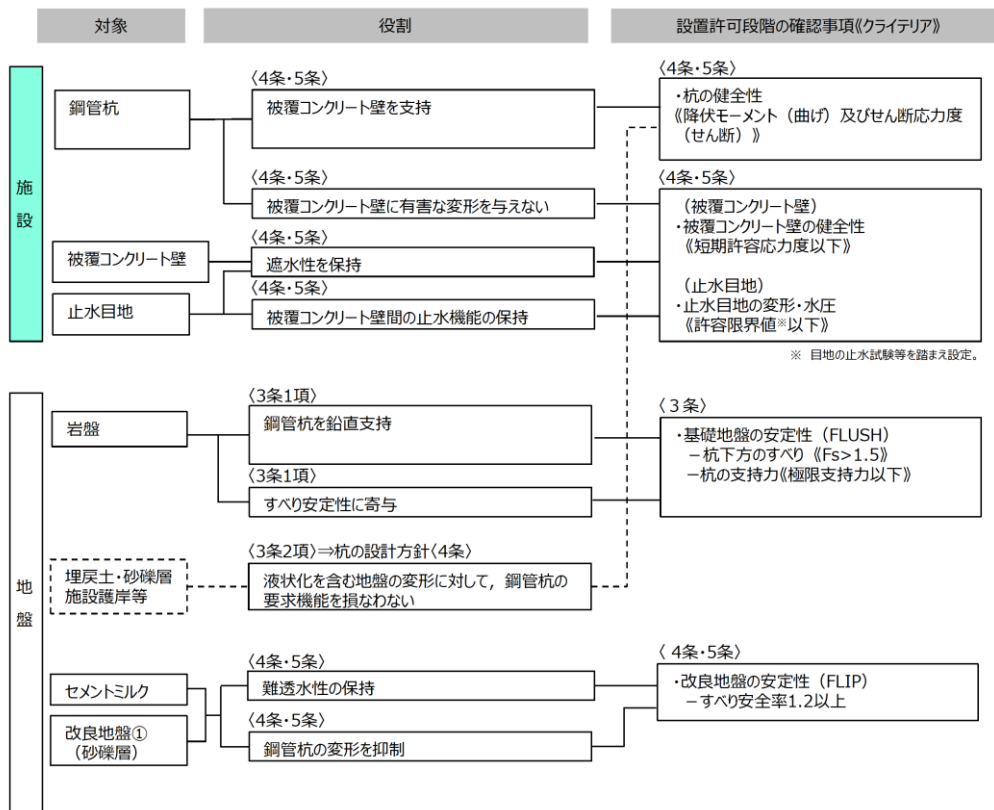 対象
役割
設置許可段階の確認事項《クライテリア》
施設
鋼管杭
〈4条・5条〉
被覆コンクリート壁を支持
〈4条・5条〉
・杭の健全性
《降伏モーメント（曲げ）及びせん断応力度
（せん断）》
〈4条・5条〉
被覆コンクリート壁に有害な変形を与えない
〈4条・5条〉
（被覆コンクリート壁）
・被覆コンクリート壁の健全性
《短期許容応力度以下》
（止水目地）
・止水目地の変形・水圧
《許容限界値※以下》
※ 目地の止水試験等を踏まえ設定。
被覆コンクリート壁
〈4条・5条〉
遮水性を保持
止水目地
〈4条・5条〉
被覆コンクリート壁間の止水機能の保持
地盤
岩盤
〈3条1項〉
鋼管杭を鉛直支持
〈３条〉
・基礎地盤の安定性（FLUSH）
－杭下方のすべり《Fs>1.5》
－杭の支持力《極限支持力以下》
〈3条1項〉
すべり安定性に寄与
埋戻土・砂礫層
施設護岸等
〈3条2項〉⇒杭の設計方針〈4条〉
液状化を含む地盤の変形に対して，鋼管杭の
要求機能を損なわない
セメントミルク
改良地盤①
（砂礫層）
〈4条・5条〉
難透水性の保持
〈4条・5条〉
鋼管杭の変形を抑制
〈 4条・5条〉
・改良地盤の安定性（FLIP）
－すべり安全率1.2以上